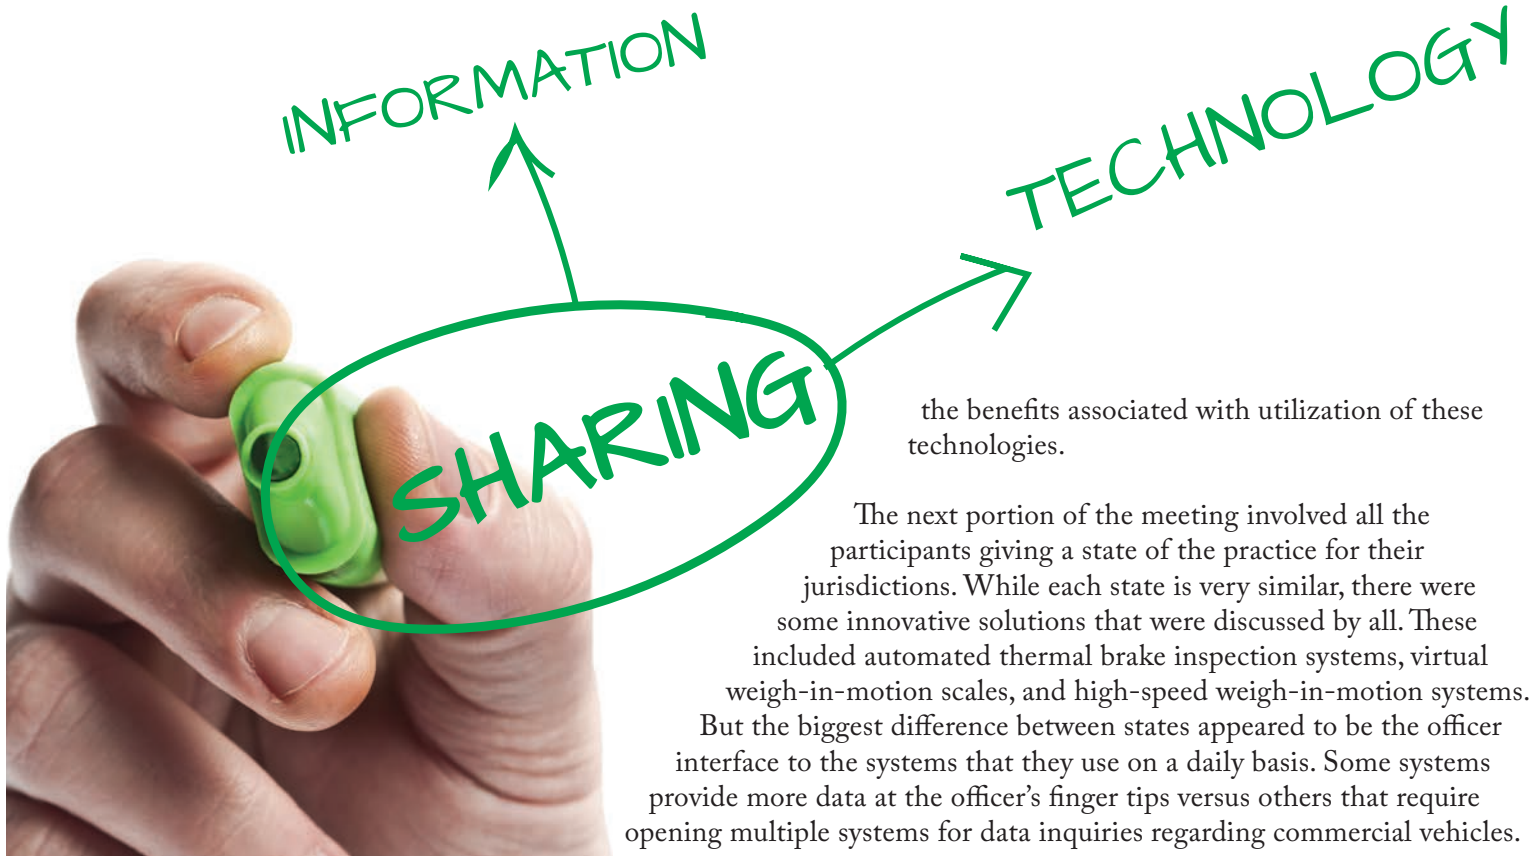 INFORMATION
TECHNOLOGY
SHARING
the benefits associated with utilization of these
technologies.
The next portion of the meeting involved all the
participants giving a state of the practice for their
jurisdictions. While each state is very similar, there were
some innovative solutions that were discussed by all. These
included automated thermal brake inspection systems, virtual
weigh-in-motion scales, and high-speed weigh-in-motion systems.
But the biggest difference between states appeared to be the officer
interface to the systems that they use on a daily basis. Some systems
provide more data at the officer’s finger tips versus others that require
opening multiple systems for data inquiries regarding commercial vehicles.